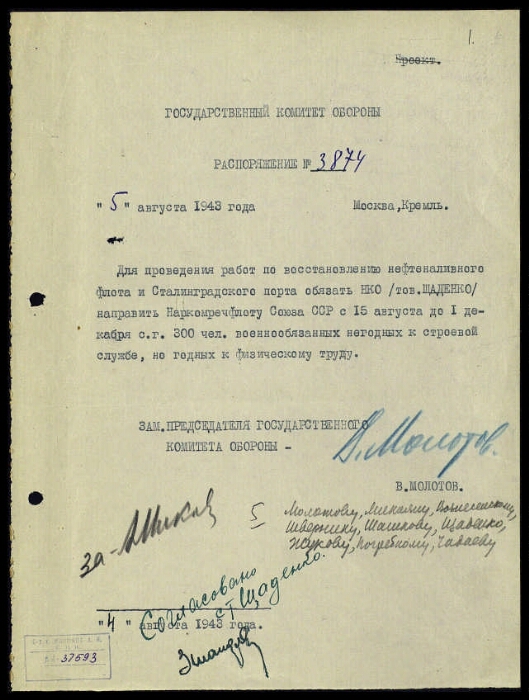 1.
Проект.
ГОСУДАРСТВЕННЫЙ КОМИТЕТ ОБОРОНЫ
РАСПОРЯЖЕНИЕ № 3874
"5" августа 1943 года Москва,Кремль.
Для проведения работ по восстановлению нефтеналивного
флота и Сталинградского порта обязать НКО /тов.ЩАДЕНКО/
направить Наркомречфлоту Союза ССР с 15 августа до I де-
кабря с.г. 300 чел. военнообязанных негодных к строевой
службе, но годных к физическому труду.
ЗАМ.ПРЕДСЕДАТЕЛЯ ГОСУДАРСТВЕННОГО
КОМИТЕТА ОБОРОНЫ –
В.Молотов.
В.МОЛОТОВ.
за-
5
Молотову, Микояну, Вознесенскому,
Швернику, Шашкову, Щаденко,
Жукову, Погребному, Чадаеву
Согласовано
с т Щаденко.
"4" августа 1943 года.
37593